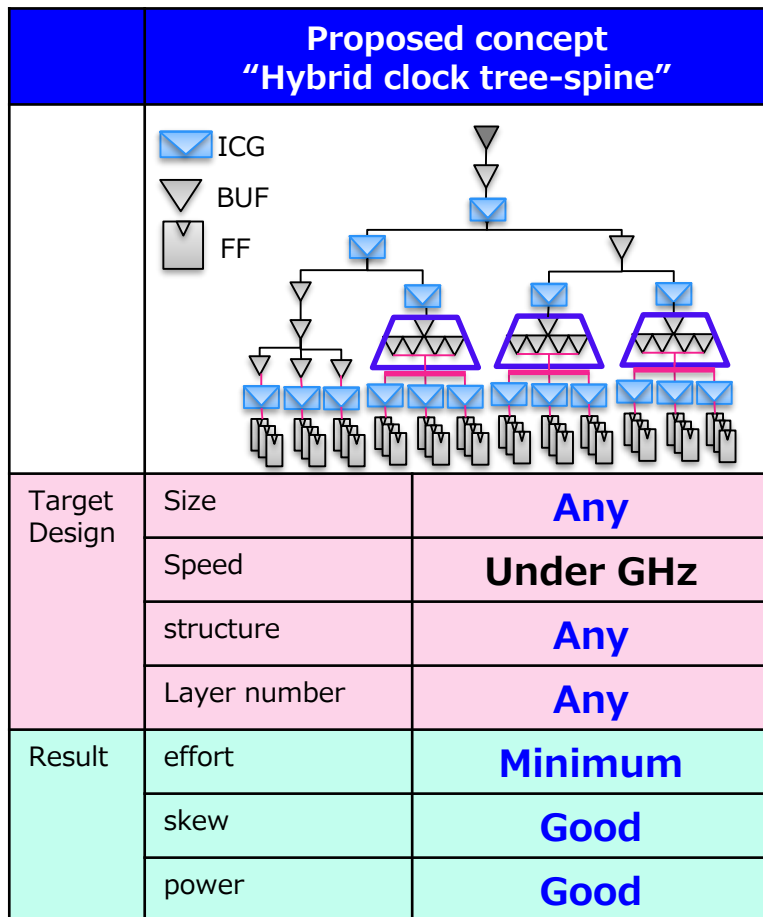 Proposed concept
“Hybrid clock tree-spine”
ICG
BUF
FF
Target
Design
Size
Any
Speed
Under GHz
structure
Any
Layer number
Any
Result
effort
Minimum
skew
Good
power
Good